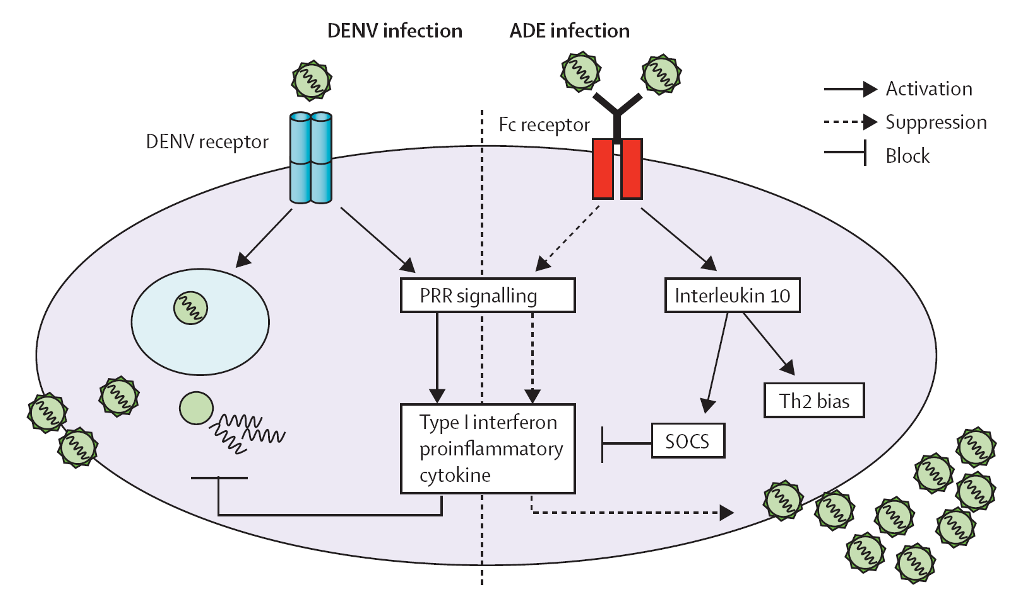 DENV infection
ADE infection
Activation
Suppression
Block
DENV receptor
Fc receptor
PRR signalling
Interleukin 10
Th2 bias
Type I interferon
proinflammatory
cytokine
SOCS